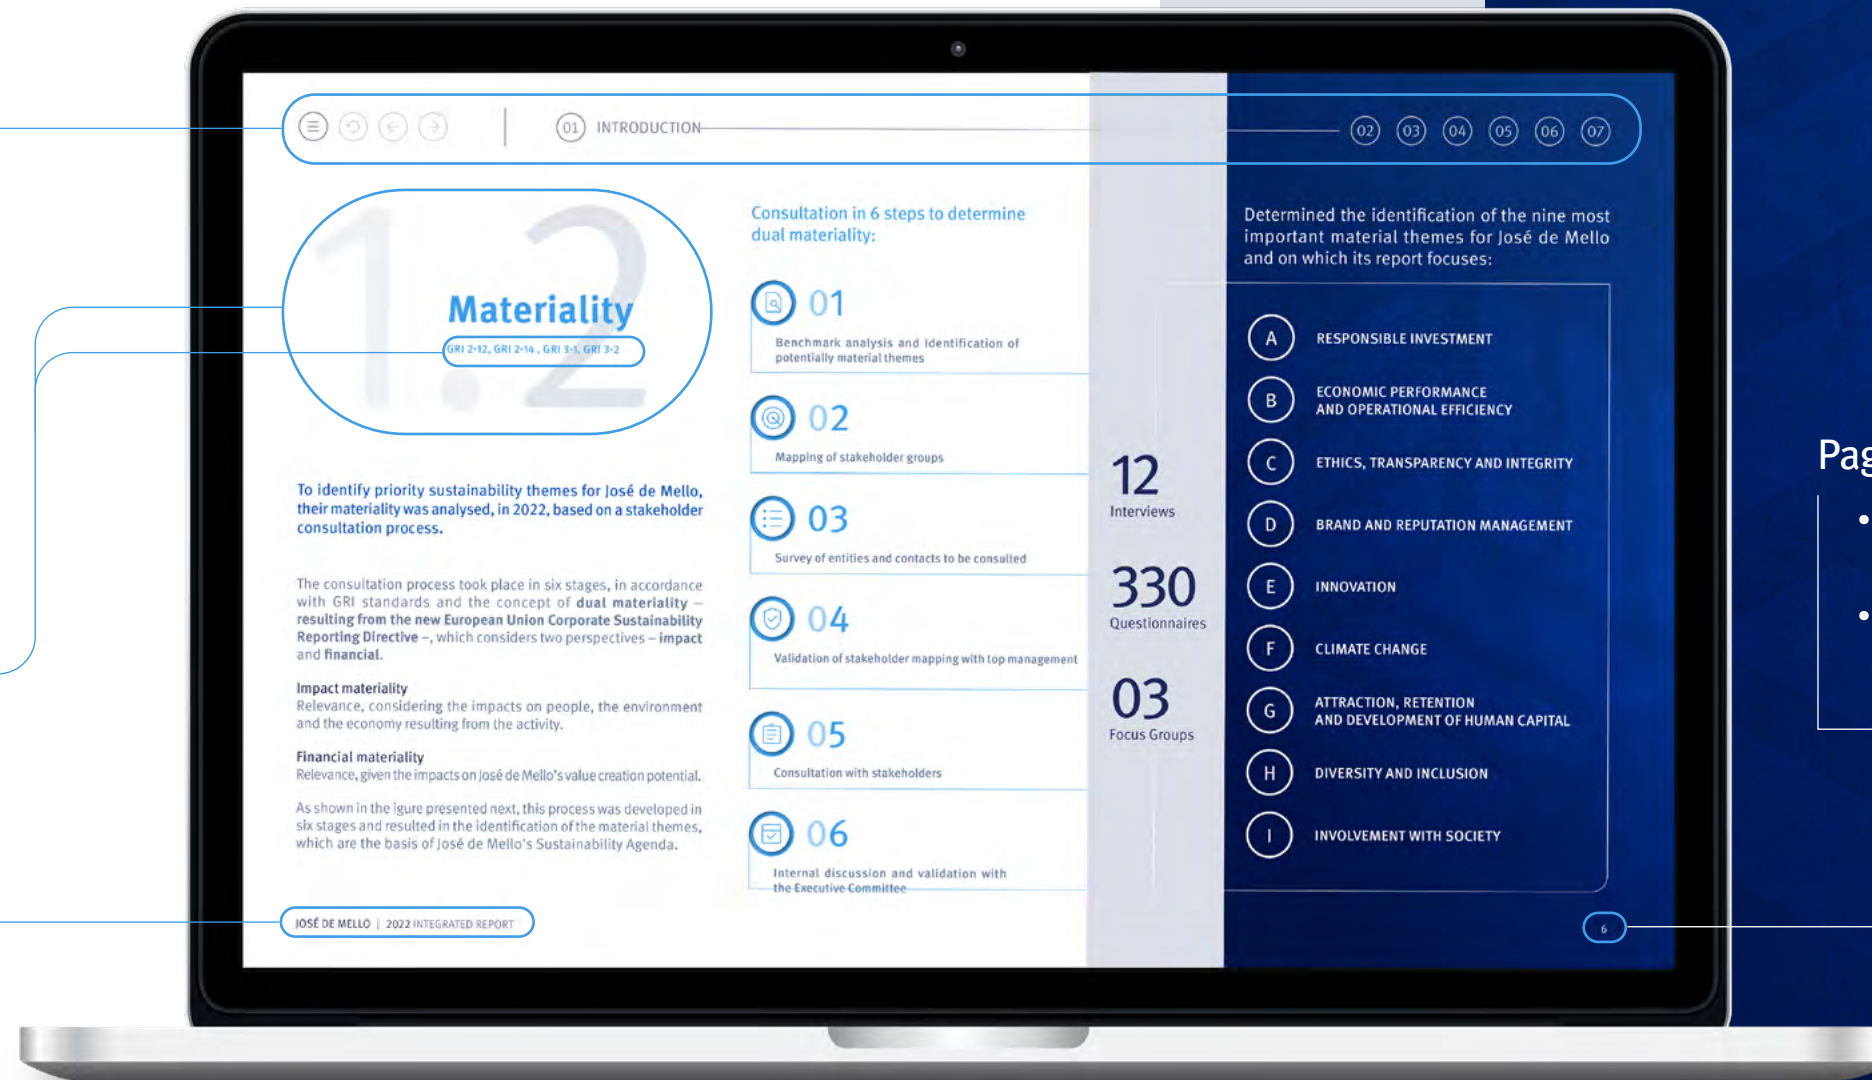 01 INTRODUCTION
02 03 04 05 06 07
1.2
Materiality
GRI 2-12, GRI 2-14 , GRI 3-1, GRI 3-2
To identify priority sustainability themes for José de Mello,
their materiality was analysed, in 2022, based on a stakeholder
consultation process.
The consultation process took place in six stages, in accordance
with GRI standards and the concept of dual materiality –
resulting from the new European Union Corporate Sustainability
Reporting Directive –, which considers two perspectives – impact
and financial.
Impact materiality
Relevance, considering the impacts on people, the environment
and the economy resulting from the activity.
Financial materiality
Relevance, given the impacts on José de Mello's value creation potential.
As shown in the igure presented next, this process was developed in
six stages and resulted in the identification of the material themes,
which are the basis of José de Mello's Sustainability Agenda.
JOSÉ DE MELLO | 2022 INTEGRATED REPORT
Consultation in 6 steps to determine
dual materiality:
01
Benchmark analysis and Identification of
potentially material themes
02
Mapping of stakeholder groups
03
Survey of entities and contacts to be consulted
04
Validation of stakeholder mapping with top management
05
Consultation with stakeholders
06
Internal discussion and validation with
the Executive Committee
12
Interviews
330
Questionnaires
03
Focus Groups
Determined the identification of the nine most
important material themes for José de Mello
and on which its report focuses:
A RESPONSIBLE INVESTMENT
B ECONOMIC PERFORMANCE
AND OPERATIONAL EFFICIENCY
C ETHICS, TRANSPARENCY AND INTEGRITY
D BRAND AND REPUTATION MANAGEMENT
E INNOVATION
F CLIMATE CHANGE
G ATTRACTION, RETENTION
AND DEVELOPMENT OF HUMAN CAPITAL
H DIVERSITY AND INCLUSION
I INVOLVEMENT WITH SOCIETY
6
Pag
•
•